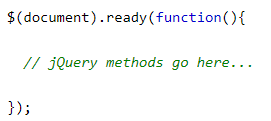 $(document).ready(function(){
// jQuery methods go here...
});